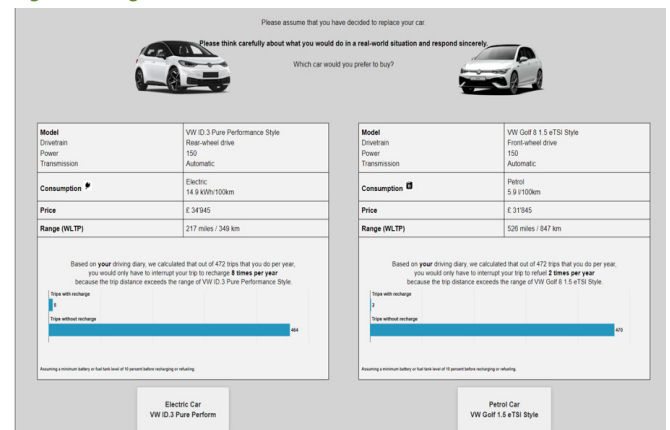 Please assume that you have decided to replace your car.
Please think carefully about what you would do in a real-world situation and respond sincerely.
Which car would you prefer to buy?
Model VW ID.3 Pure Performance Style
Drivetrain Rear-wheel drive
Power 150
Transmission Automatic
Consumption Electric
14.9 kWh/100km
Price £ 34'945
Range (WLTP) 217 miles / 349 km
Based on your driving diary, we calculated that out of 472 trips that you do per year,
you would only have to interrupt your trip to recharge 8 times per year
because the trip distance exceeds the range of VW ID.3 Pure Performance Style.
Trips with recharge
8
Trips without recharge
464
Assuming a minimum battery or fuel tank level of 10 percent before recharging or refueling.
Electric Car
VW ID.3 Pure Perform
Model VW Golf 8 1.5 eTSI Style
Drivetrain Front-wheel drive
Power 150
Transmission Automatic
Consumption Petrol
5.9 l/100km
Price £ 31'845
Range (WLTP) 526 miles / 847 km
Based on your driving diary, we calculated that out of 472 trips that you do per year,
you would only have to interrupt your trip to refuel 2 times per year
because the trip distance exceeds the range of VW Golf 8 1.5 eTSI Style.
Trips with recharge
2
Trips without recharge
470
Assuming a minimum battery or fuel tank level of 10 percent before recharging or refueling.
Petrol Car
VW Golf 1.5 eTSI Style